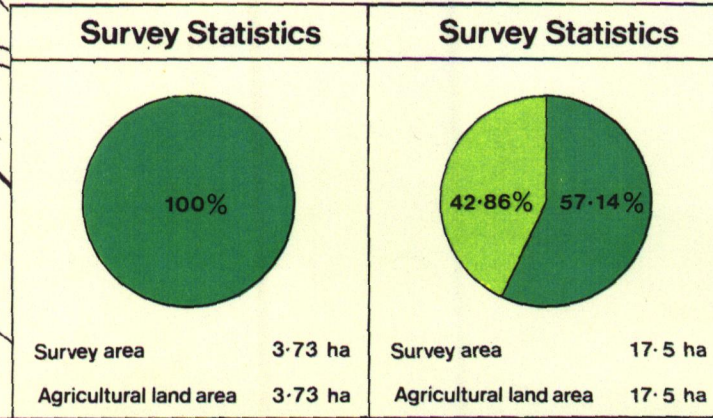 Survey Statistics
100%
Survey area 3·73 ha
Agricultural land area 3·73 ha
Survey Statistics
42·86% 57·14%
Survey area 17·5 ha
Agricultural land area 17·5 ha